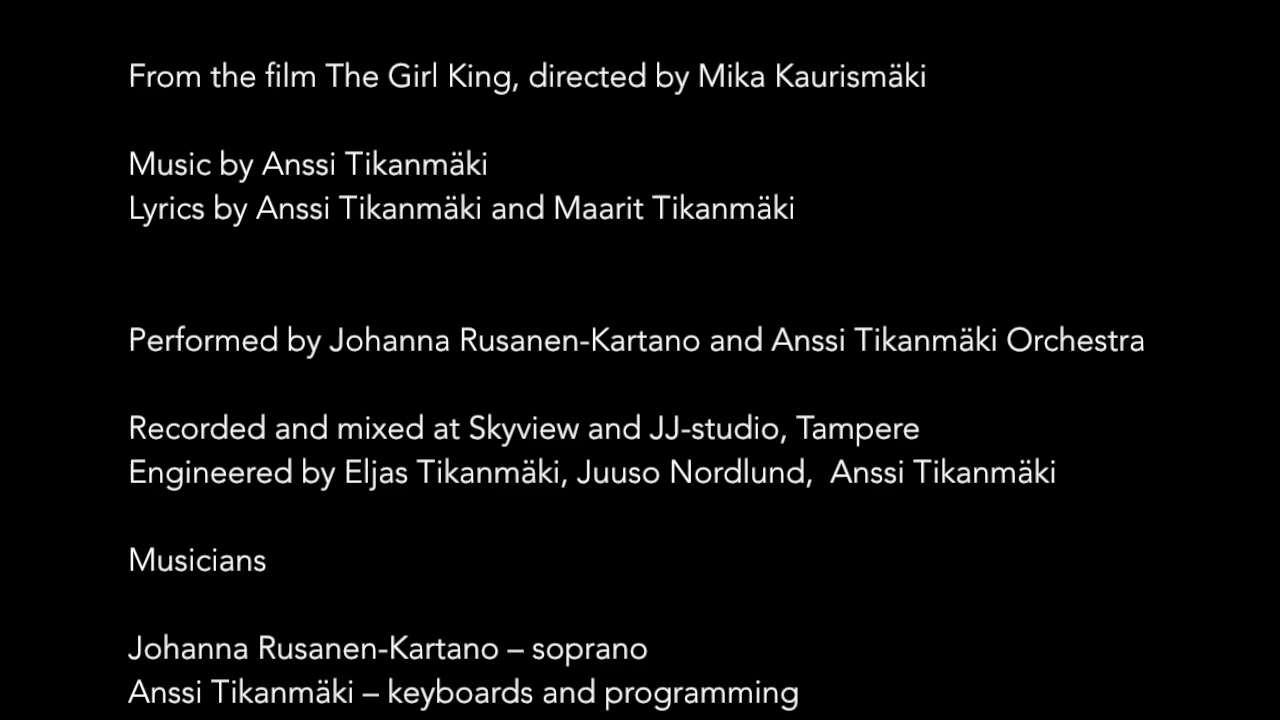 From the film The Girl King, directed by Mika Kaurismäki
Music by Anssi Tikanmäki
Lyrics by Anssi Tikanmäki and Maarit Tikanmäki
Performed by Johanna Rusanen-Kartano and Anssi Tikanmäki Orchestra
Recorded and mixed at Skyview and JJ-studio, Tampere
Engineered by Eljas Tikanmäki, Juuso Nordlund,  Anssi Tikanmäki
Musicians
Johanna Rusanen-Kartano – soprano
Anssi Tikanmäki – keyboards and programming